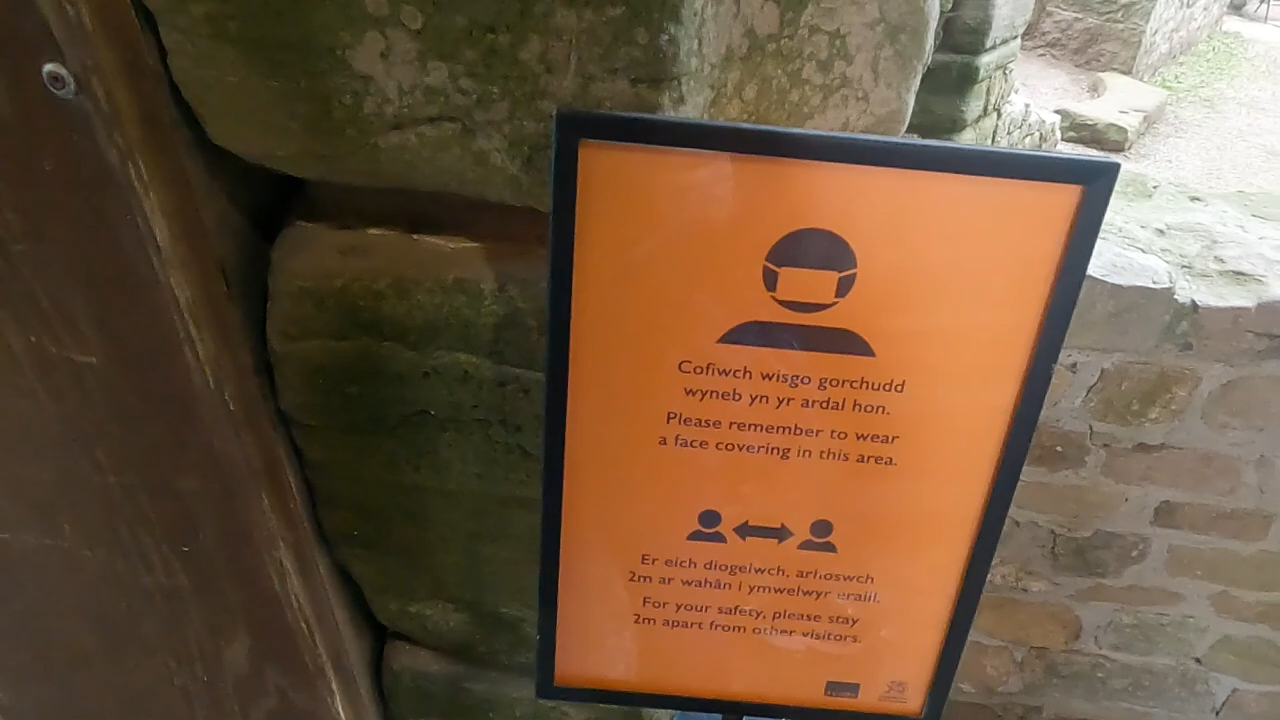 Cofiwch wisgo gorchudd
wyneb yn yr ardal hon.
Please remember to wear
a face covering in this area.
Er eich diogelwch, arhoswch
2m ar wahân i ymwelwyr eraill.
For your safety, please stay
2m apart from other visitors.